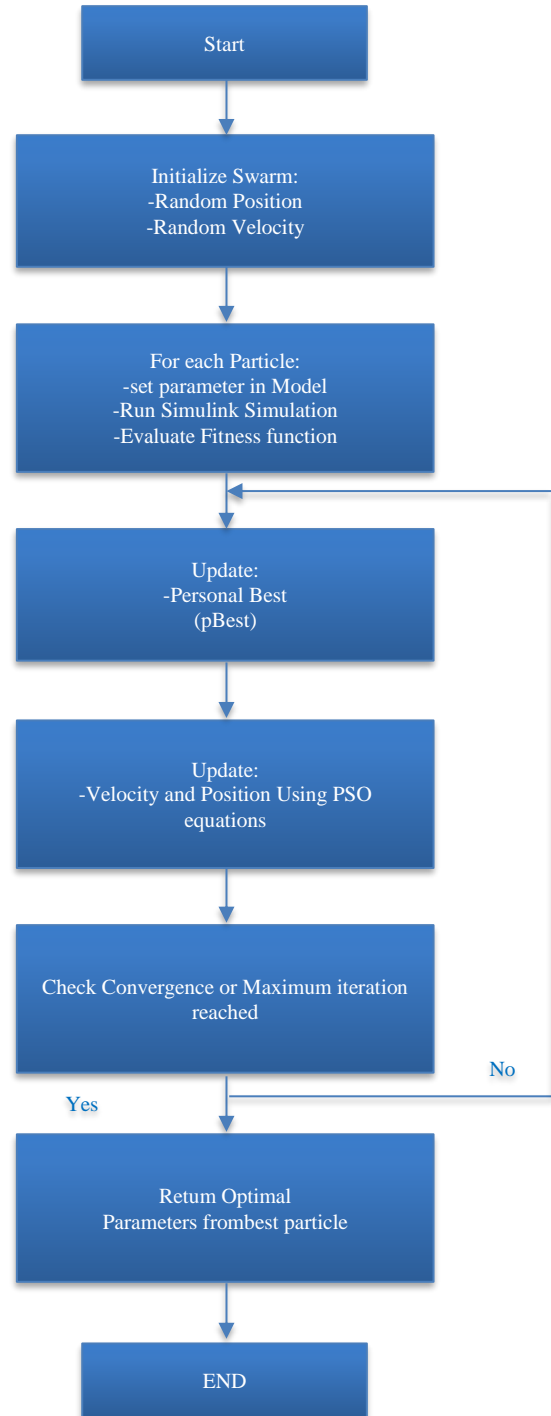 Start
Initialize Swarm:
-Random Position
-Random Velocity
For each Particle:
-set parameter in Model
-Run Simulink Simulation
-Evaluate Fitness function
Update:
-Personal Best
(pBest)
Update:
-Velocity and Position Using PSO
equations
Check Convergence or Maximum iteration
reached
No
Yes
Retum Optimal
Parameters frombest particle
END